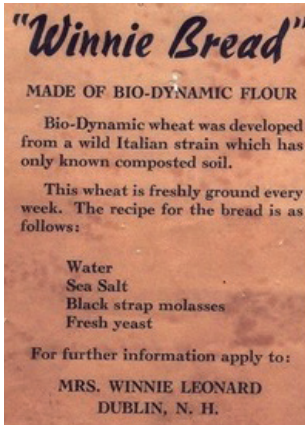 "Winnie Bread"
MADE OF BIO-DYNAMIC FLOUR
Bio-Dynamic wheat was developed
from a wild Italian strain which has
only known composted soil.
This wheat is freshly ground every
week. The recipe for the bread is as
follows:
Water
Sea Salt
Black strap molasses
Fresh yeast
For further information apply to:
MRS. WINNIE LEONARD
DUBLIN, N. H.